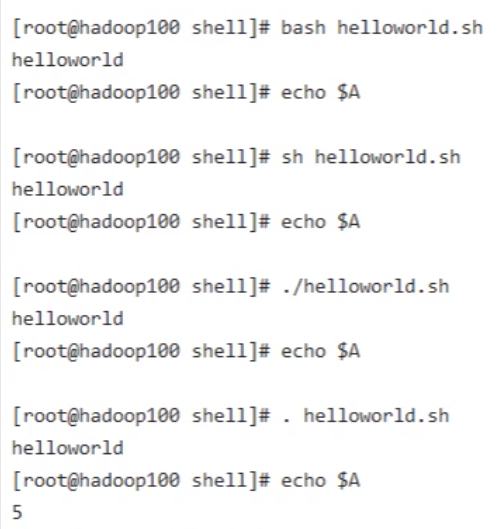 [root@hadoop100 shell]# bash helloworld.sh
helloworld
[root@hadoop100 shell]# echo $A
[root@hadoop100 shell]# sh helloworld.sh
helloworld
[root@hadoop100 shell]# echo $A
[root@hadoop100 shell]# ./helloworld.sh
helloworld
[root@hadoop100 shell]# echo $A
[root@hadoop100 shell]# . helloworld.sh
helloworld
[root@hadoop100 shell]# echo $A
5